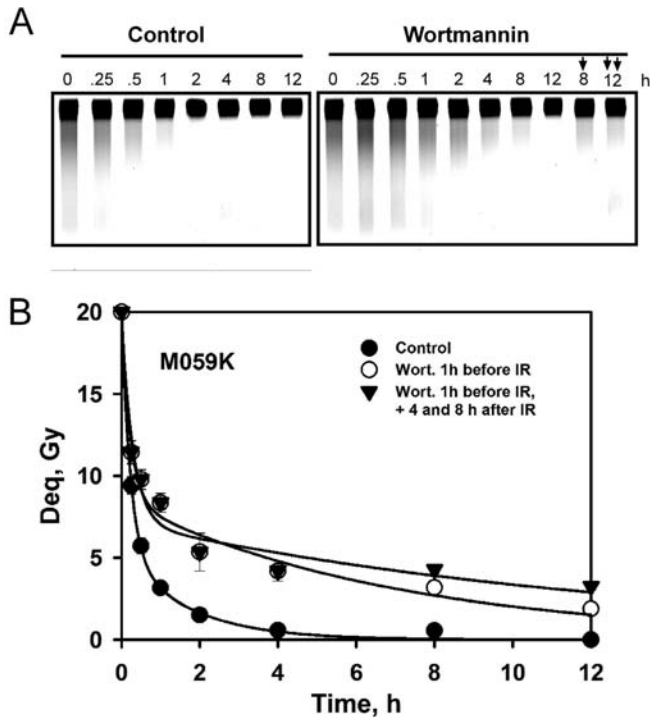 A
Control Wortmannin
0 .25 .5 1 2 4 8 12 0 .25 .5 1 2 4 8 12 8 12 h
B
20
15
10
5
0
Deq, Gy
M059K
Control
Wort. 1h before IR
Wort. 1h before IR,
+ 4 and 8 h after IR
0 2 4 6 8 10 12
Time, h